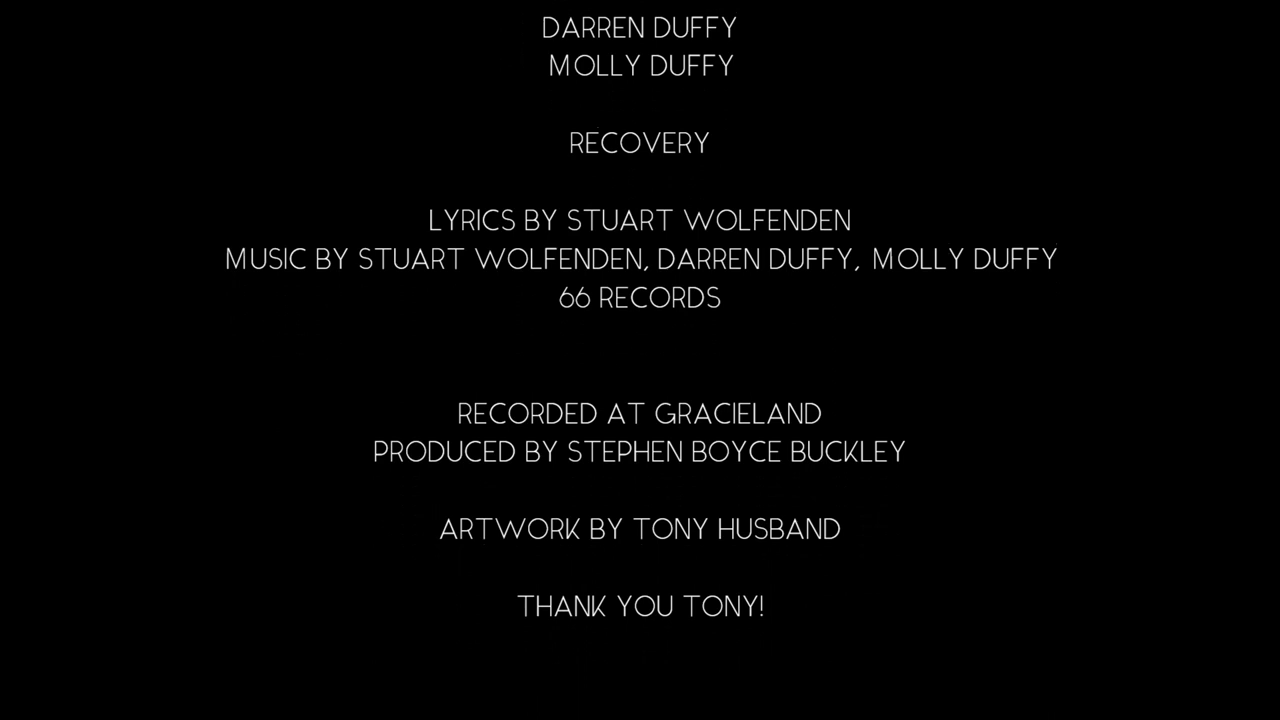 DARREN DUFFY
MOLLY DUFFY
RECOVERY
LYRICS BY STUART WOLFENDEN
MUSIC BY STUART WOLFENDEN, DARREN DUFFY, MOLLY DUFFY
66 RECORDS
RECORDED AT GRACIELAND
PRODUCED BY STEPHEN BOYCE BUCKLEY
ARTWORK BY TONY HUSBAND
THANK YOU TONY!